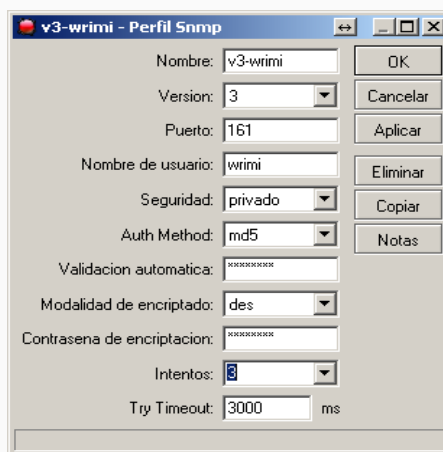 v3-wrimi - Perfil Snmp
Nombre: v3-wrimi
OK
Version: 3
Cancelar
Puerto: 161
Aplicar
Nombre de usuario: wrimi
Eliminar
Seguridad: privado
Copiar
Auth Method: md5
Notas
Validacion automatica: ********
Modalidad de encriptado: des
Contrasena de encriptacion: ********
Intentos: 3
Try Timeout: 3000 ms